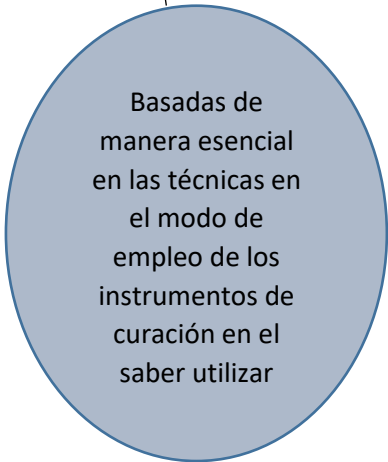 Basadas de
manera esencial
en las técnicas en
el modo de
empleo de los
instrumentos de
curación en el
saber utilizar